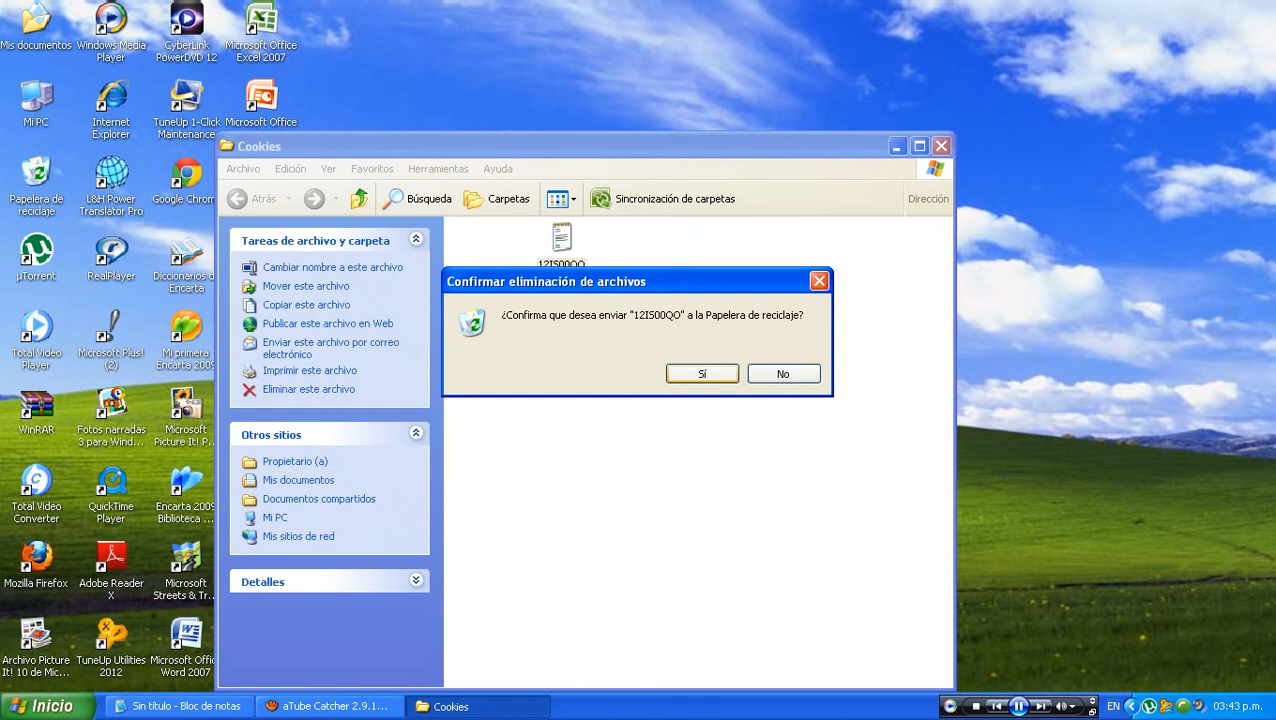 Mis documentos
Windows Media
Player
CyberLink
PowerDVD 12
Microsoft Office
Excel 2007
Mi PC
Internet
Explorer
TuneUp 1-Click
Maintenance
Microsoft Office
Papelera de
reciclaje
L&H Power
Translator Pro
Google Chrom
µTorrent
RealPlayer
Diccionarios d
Encarta
Total Video
Player
Microsoft Plus!
(2)
Mi primera
Encarta 2009
WinRAR
Fotos narradas
3 para Wind...
Microsoft
Picture It! P...
Total Video
Converter
QuickTime
Player
Encarta 2009
Biblioteca ...
Mozilla Firefox
Adobe Reader
X
Microsoft
Streets & Tr...
Archivo Picture
It! 10 de Mic...
TuneUp Utilities
2012
Microsoft Offic
Word 2007
Cookies
Archivo Edición Ver Favoritos Herramientas Ayuda
Atrás Búsqueda Carpetas Sincronización de carpetas Dirección
Tareas de archivo y carpeta
Cambiar nombre a este archivo
Mover este archivo
Copiar este archivo
Publicar este archivo en Web
Enviar este archivo por correo
electrónico
Imprimir este archivo
Eliminar este archivo
Otros sitios
Propietario (a)
Mis documentos
Documentos compartidos
Mi PC
Mis sitios de red
Detalles
12IS00QO
Confirmar eliminación de archivos
¿Confirma que desea enviar "12IS00QO" a la Papelera de reciclaje?
Sí No
Inicio Sin título - Bloc de notas aTube Catcher 2.9.1... Cookies EN 03:43 p.m.